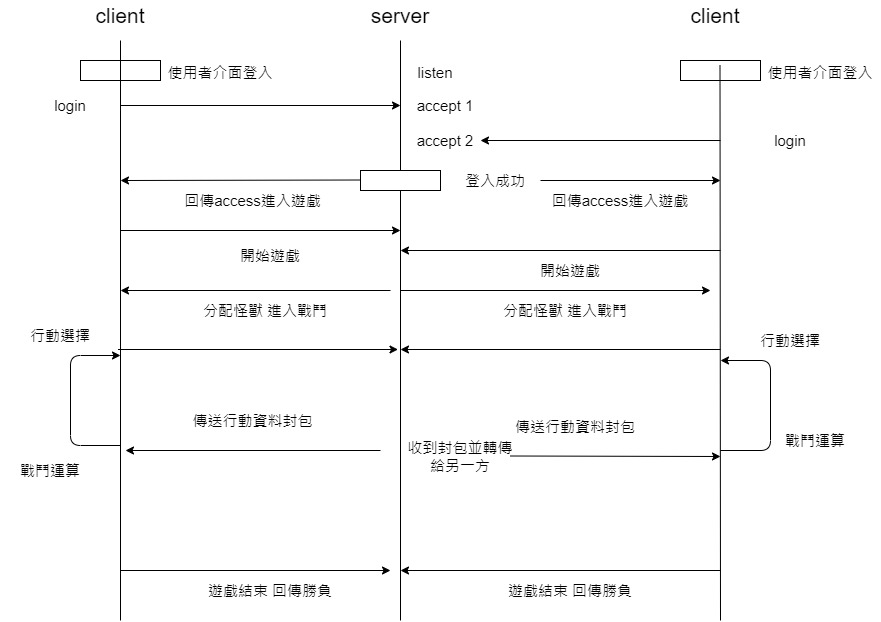 client
server
client
使用者介面登入
listen
使用者介面登入
login
accept 1
accept 2
login
登入成功
回傳access進入遊戲
回傳access進入遊戲
開始遊戲
開始遊戲
分配怪獸 進入戰鬥
分配怪獸 進入戰鬥
行動選擇
行動選擇
傳送行動資料封包
傳送行動資料封包
戰鬥運算
收到封包並轉傳
給另一方
戰鬥運算
遊戲結束 回傳勝負
遊戲結束 回傳勝負